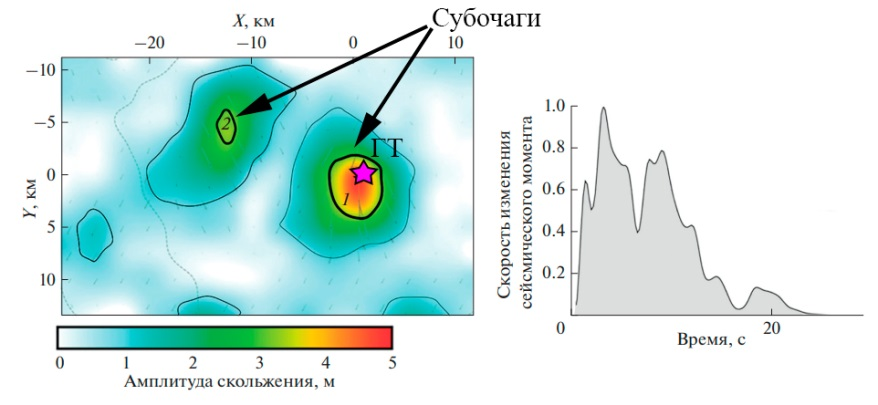 Субочаги
X, км
−20 −10 0 10
−10
−5
0
5
10
Y, км
2
ГТ
1
0 1 2 3 4 5
Амплитуда скольжения, м
Скорость изменения
сейсмического момента
1.0
0.8
0.6
0.4
0.2
0 20
Время, с